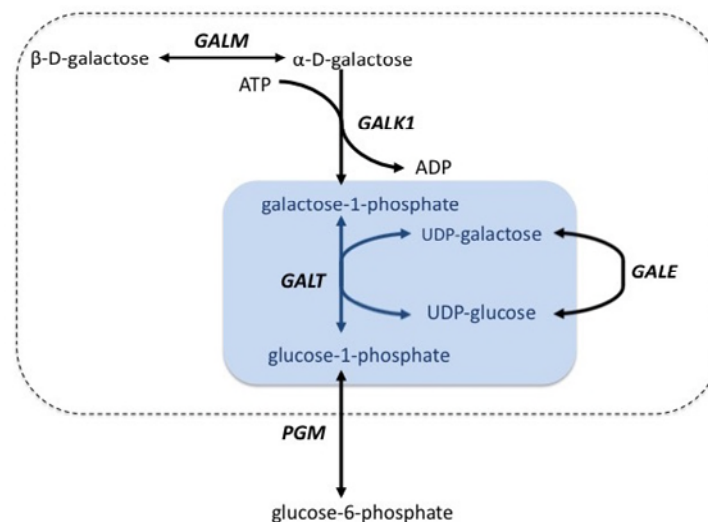 β-D-galactose
GALM
α-D-galactose
ATP
GALK1
ADP
galactose-1-phosphate
UDP-galactose
GALT
GALE
UDP-glucose
glucose-1-phosphate
PGM
glucose-6-phosphate